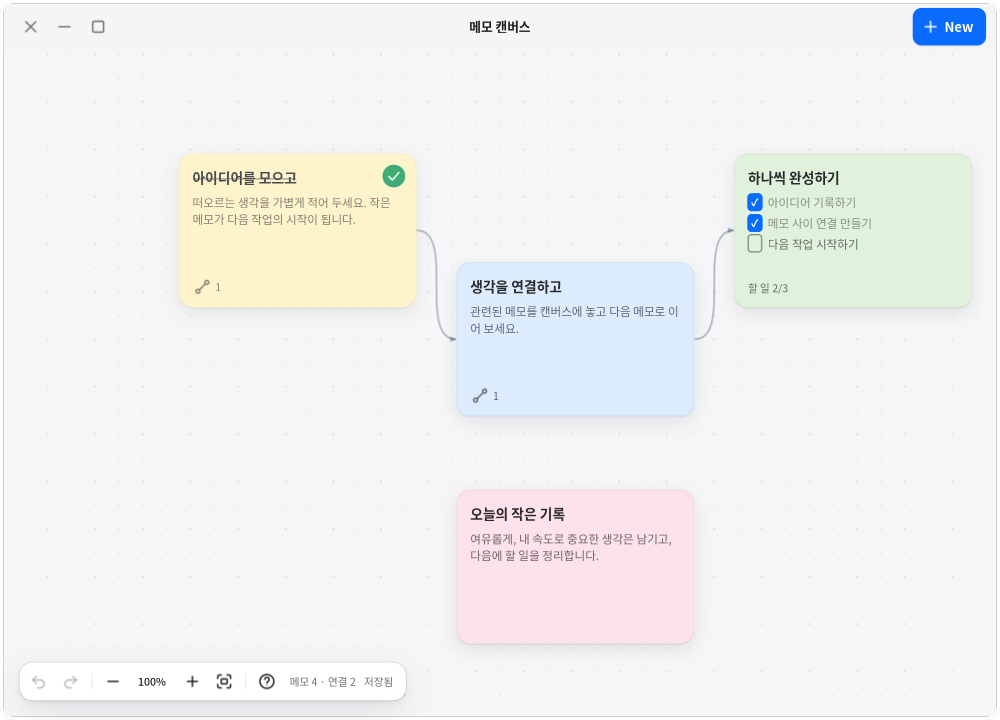 메모 캔버스
New
아이디어를 모으고
떠오르는 생각을 가볍게 적어 두세요. 작은
메모가 다음 작업의 시작이 됩니다.
1
생각을 연결하고
관련된 메모를 캔버스에 놓고 다음 메모로 이
어 보세요.
1
하나씩 완성하기
아이디어 기록하기
메모 사이 연결 만들기
다음 작업 시작하기
할 일 2/3
오늘의 작은 기록
여유롭게, 내 속도로 중요한 생각은 남기고,
다음에 할 일을 정리합니다.
100%
메모 4 · 연결 2 저장됨